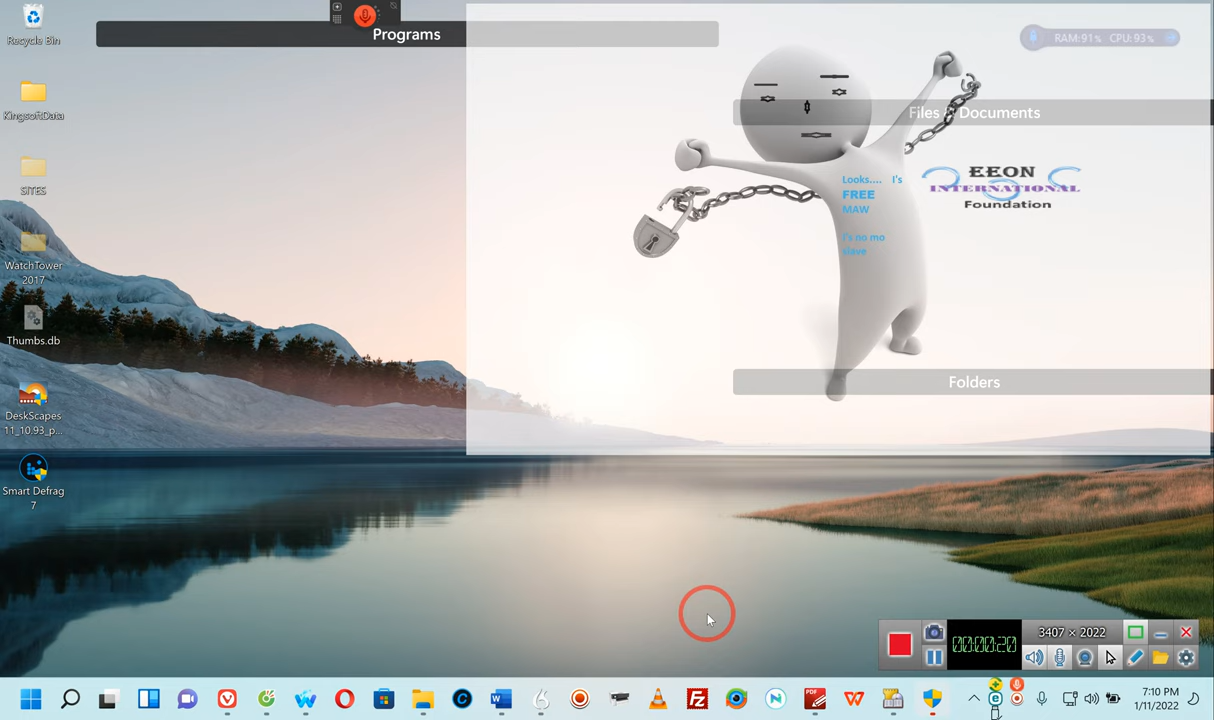 Recycle Bin
KingsoftData
SITES
WatchTower
2017
Thumbs.db
DeskScapes
11_10.93_p...
Smart Defrag
7
Programs
RAM:91% CPU:93%
Files & Documents
Looks.... I's
FREE
MAW
I's no mo
slave
EEON
INTERNATIONAL
Foundation
Folders
00:00:20
3407 × 2022
W
PDF
Fz
N
7:10 PM
1/11/2022